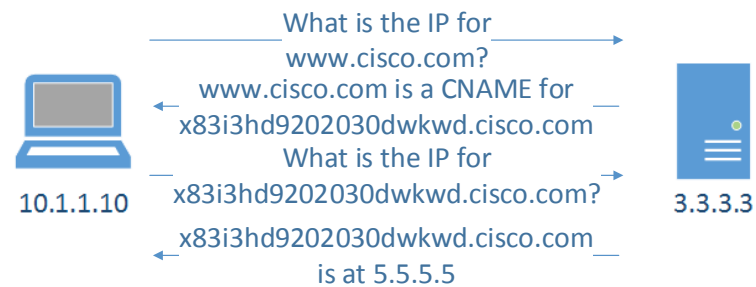 What is the IP for
www.cisco.com?
www.cisco.com is a CNAME for
x83i3hd9202030dwkwd.cisco.com
What is the IP for
x83i3hd9202030dwkwd.cisco.com?
x83i3hd9202030dwkwd.cisco.com
is at 5.5.5.5
10.1.1.10
3.3.3.3